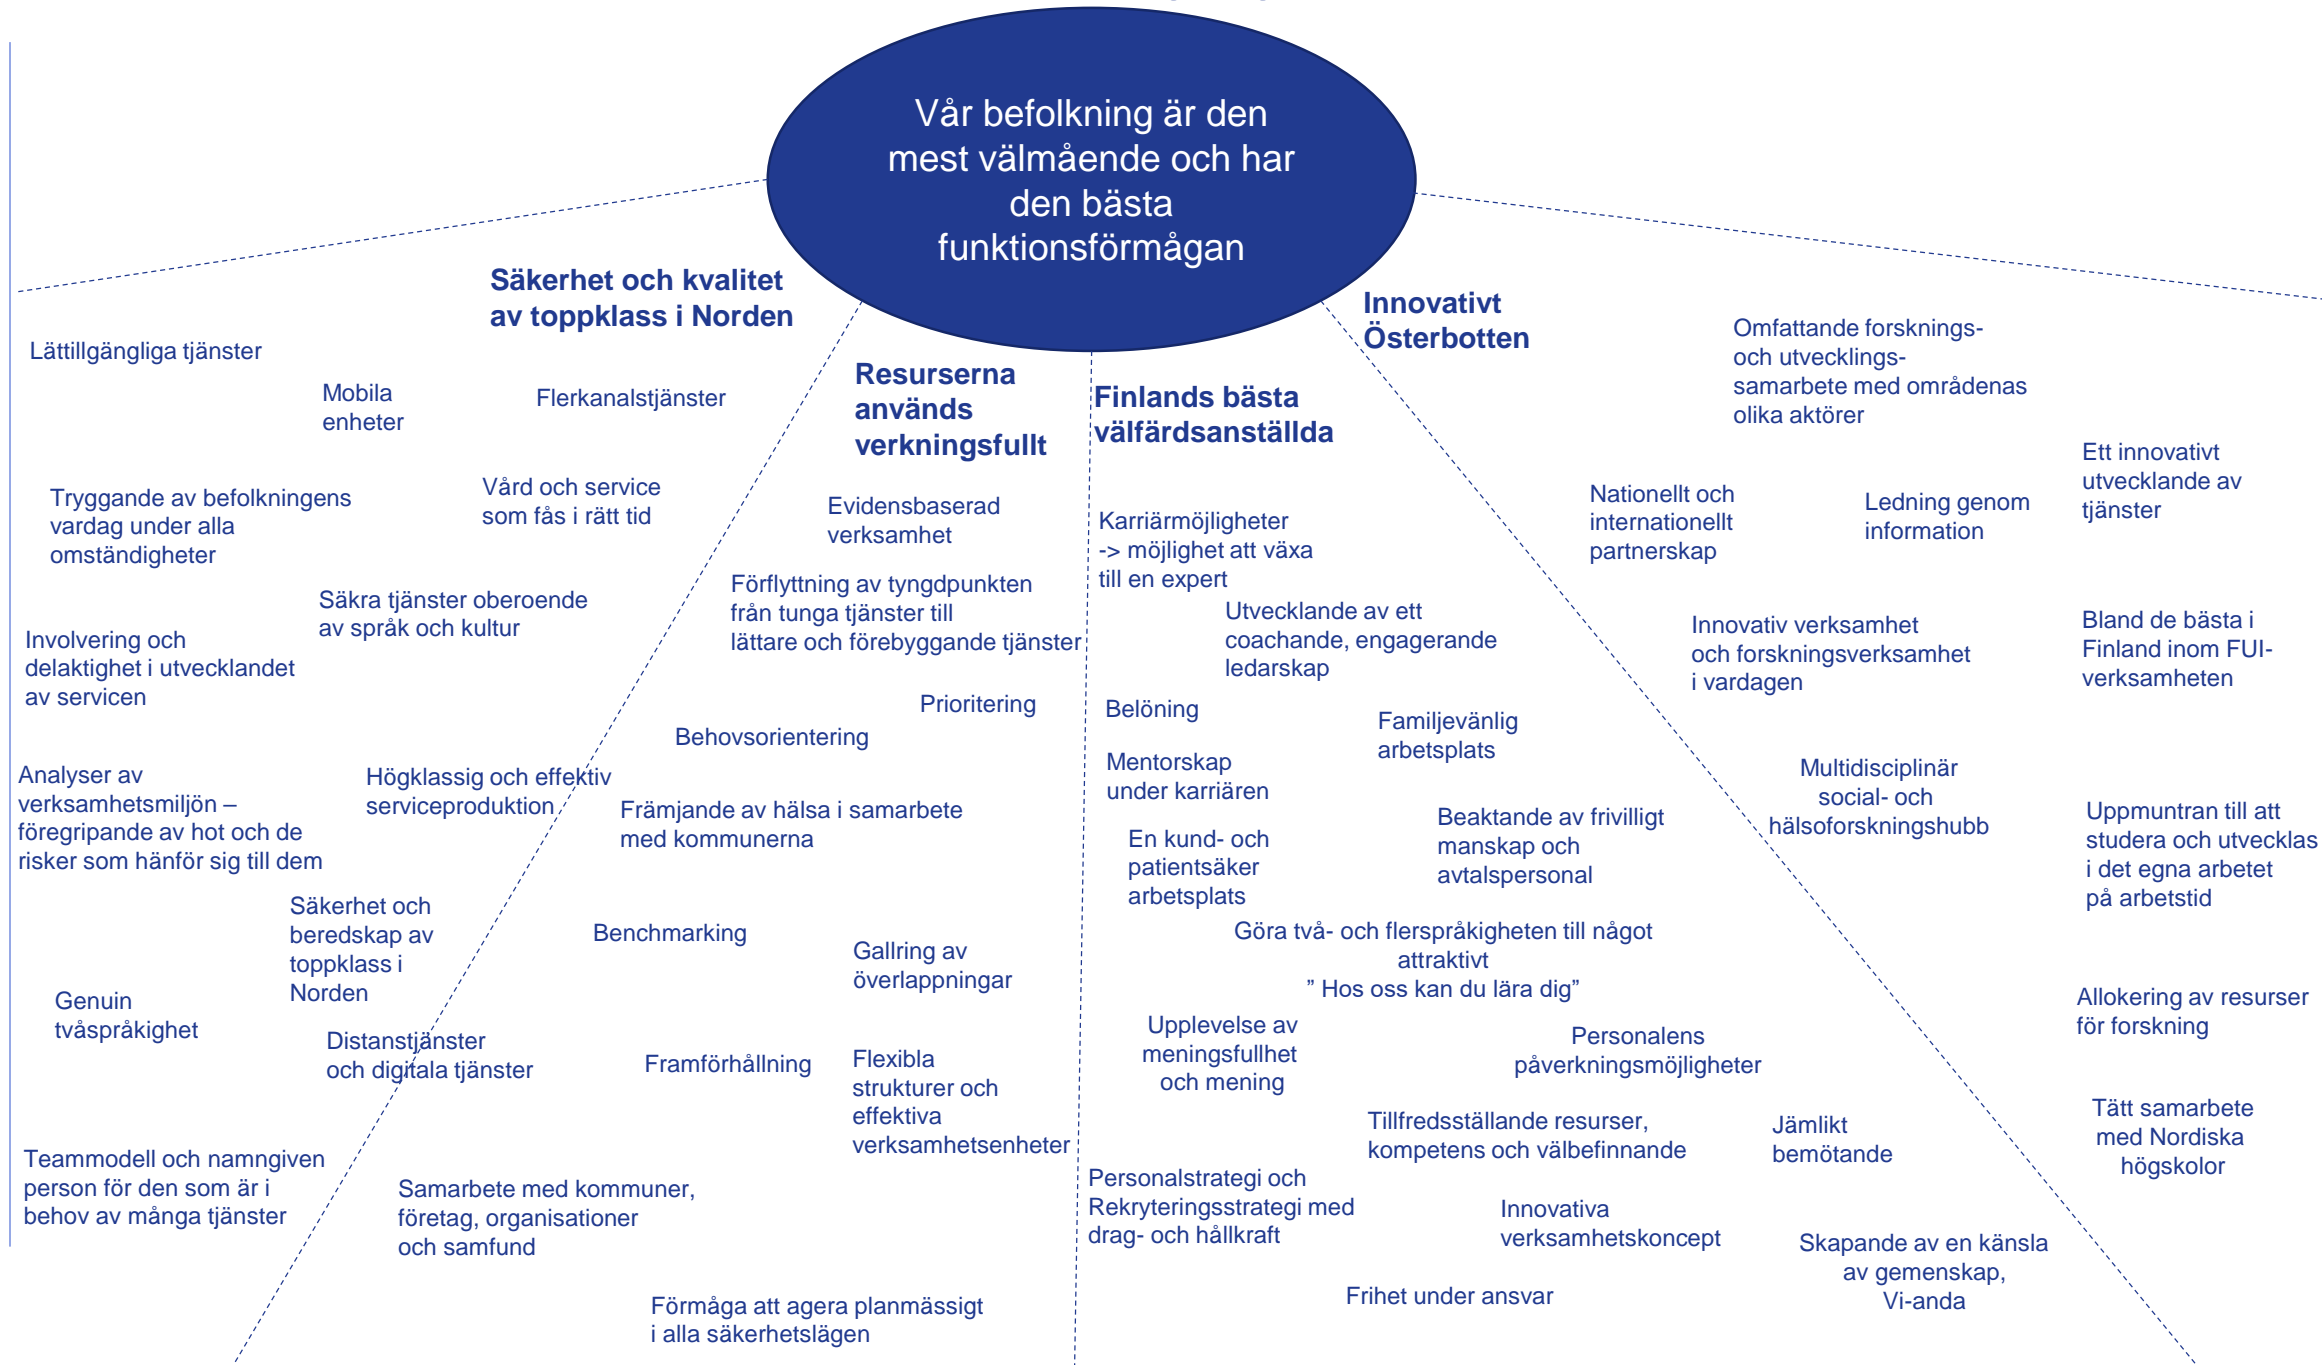 Vår befolkning är den
mest välmående och har
den bästa
funktionsförmågan
Säkerhet och kvalitet
av toppklass i Norden
Lättillgängliga tjänster
Mobila
enheter
Flerkanalstjänster
Tryggande av befolkningens
vardag under alla
omständigheter
Vård och service
som fås i rätt tid
Säkra tjänster oberoende
av språk och kultur
Involvering och
delaktighet i utvecklandet
av servicen
Analyser av
verksamhetsmiljön –
föregripande av hot och de
risker som hänför sig till dem
Högklassig och effektiv
serviceproduktion
Säkerhet och
beredskap av
toppklass i
Norden
Genuin
tvåspråkighet
Distanstjänster
och digitala tjänster
Teammodell och namngiven
person för den som är i
behov av många tjänster
Resurserna
används
verkningsfullt
Evidensbaserad
verksamhet
Förflyttning av tyngdpunkten
från tunga tjänster till
lättare och förebyggande tjänster
Prioritering
Behovsorientering
Främjande av hälsa i samarbete
med kommunerna
Benchmarking
Gallring av
överlappningar
Framförhållning
Flexibla
strukturer och
effektiva
verksamhetsenheter
Samarbete med kommuner,
företag, organisationer
och samfund
Förmåga att agera planmässigt
i alla säkerhetslägen
Finlands bästa
välfärdsanställda
Karriärmöjligheter
-> möjlighet att växa
till en expert
Utvecklande av ett
coachande, engagerande
ledarskap
Belöning
Familjevänlig
arbetsplats
Mentorskap
under karriären
En kund- och
patientsäker
arbetsplats
Beaktande av frivilligt
manskap och
avtalspersonal
Göra två- och flerspråkigheten till något
attraktivt
” Hos oss kan du lära dig”
Upplevelse av
meningsfullhet
och mening
Personalens
påverkningsmöjligheter
Tillfredsställande resurser,
kompetens och välbefinnande
Jämlikt
bemötande
Personalstrategi och
Rekryteringsstrategi med
drag- och hållkraft
Innovativa
verksamhetskoncept
Skapande av en känsla
av gemenskap,
Vi-anda
Frihet under ansvar
Innovativt
Österbotten
Omfattande forsknings-
och utvecklings-
samarbete med områdenas
olika aktörer
Ett innovativt
utvecklande av
tjänster
Nationellt och
internationellt
partnerskap
Ledning genom
information
Innovativ verksamhet
och forskningsverksamhet
i vardagen
Bland de bästa i
Finland inom FUI-
verksamheten
Multidisciplinär
social- och
hälsoforskningshubb
Uppmuntran till att
studera och utvecklas
i det egna arbetet
på arbetstid
Allokering av resurser
för forskning
Tätt samarbete
med Nordiska
högskolor